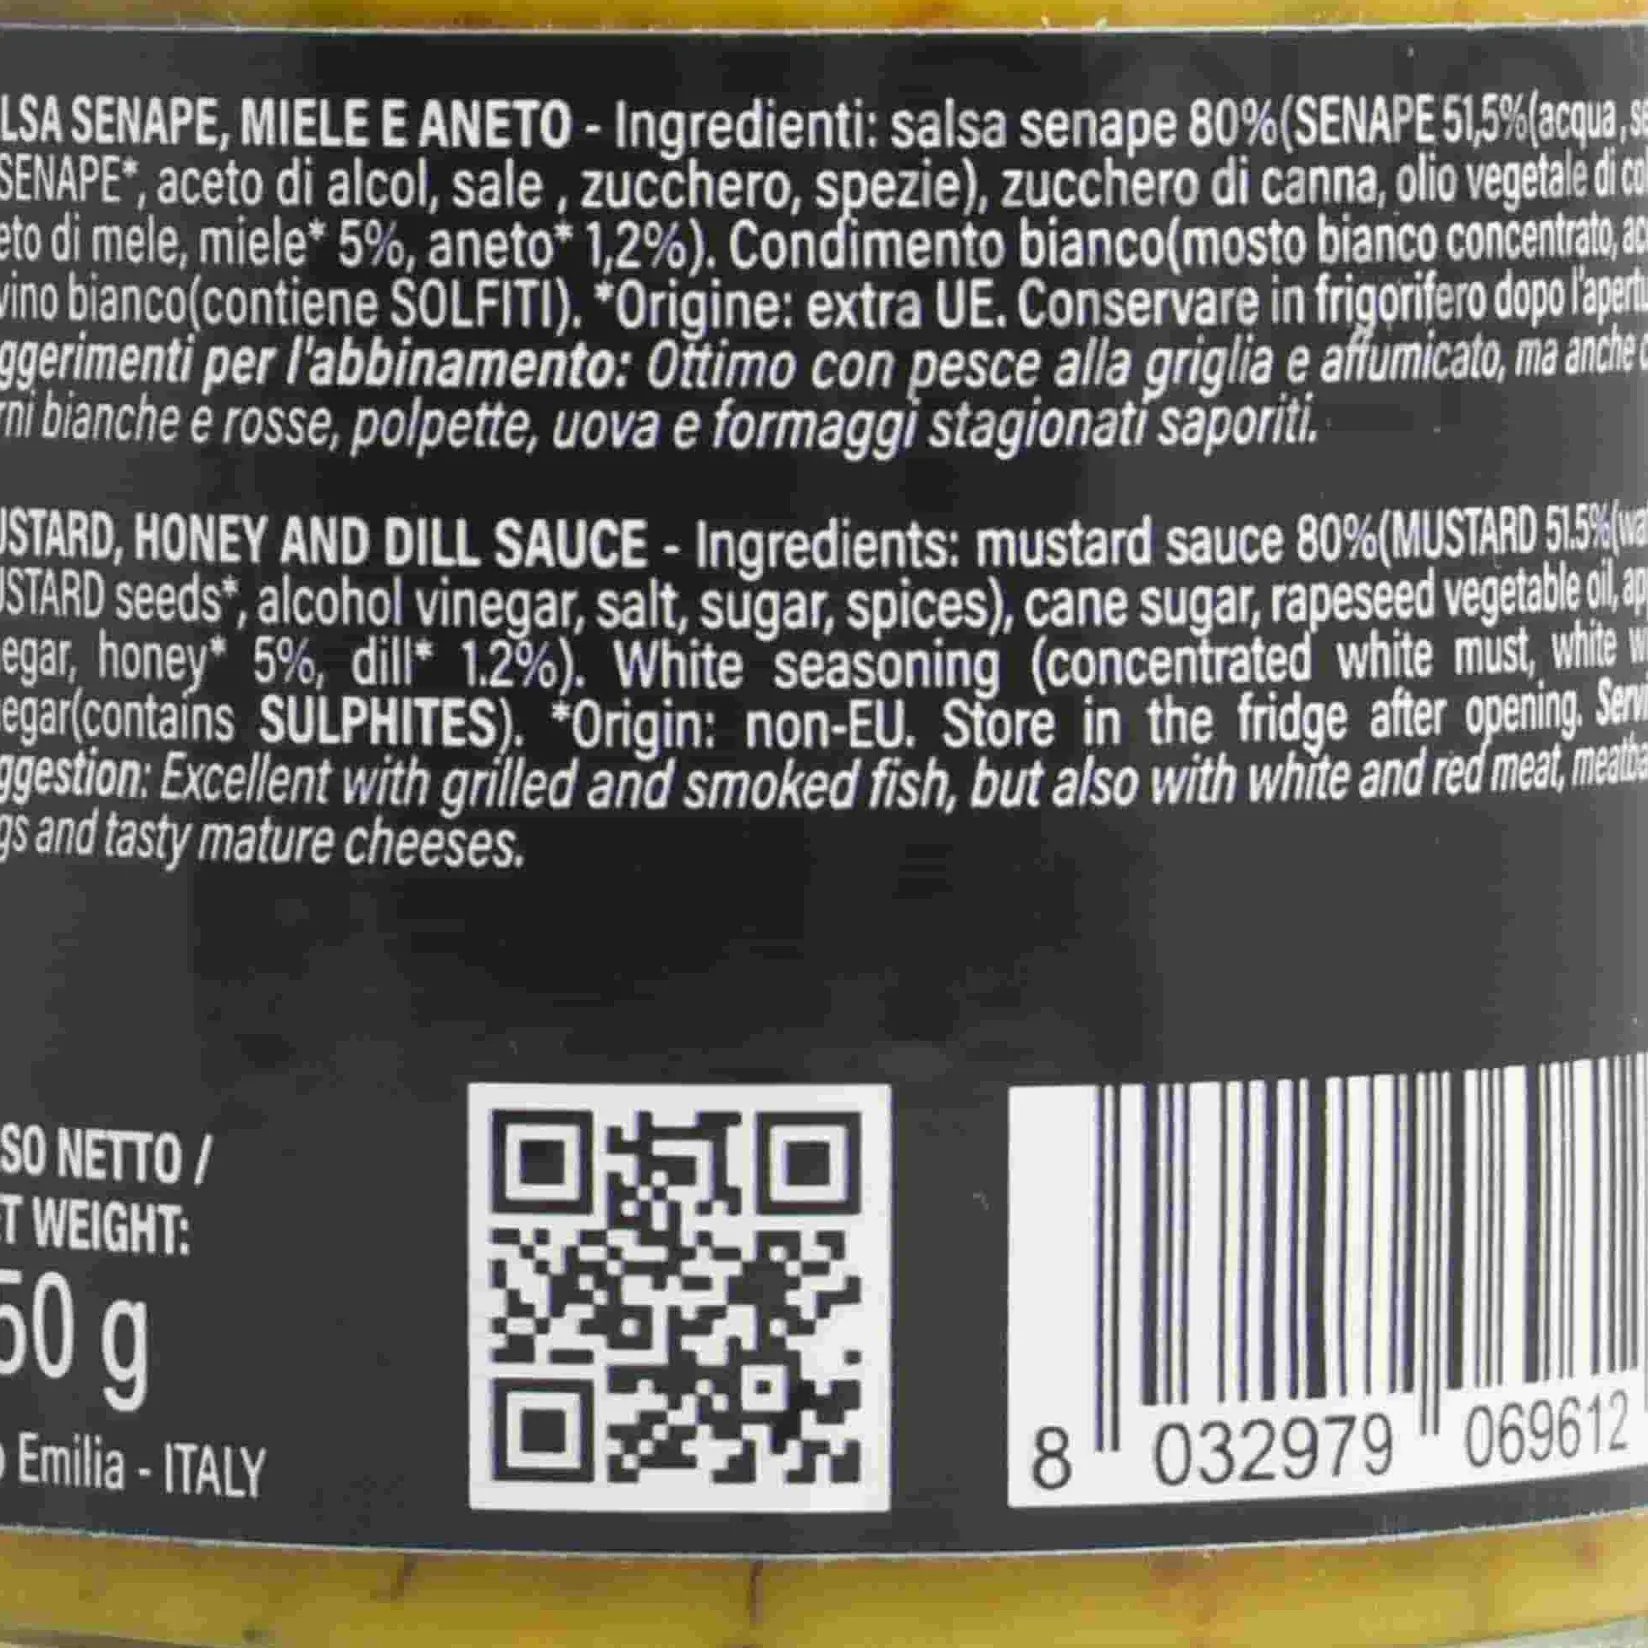 LSA SENAPE, MIELE E ANETO - Ingredienti: salsa senape 80%(SENAPE 51,5%(acqua, s
SENAPE*, aceto di alcol, sale , zucchero, spezie), zucchero di canna, olio vegetale di col
eto di mele, miele* 5%, aneto* 1,2%). Condimento bianco(mosto bianco concentrato, ac
vino bianco(contiene SOLFITI). *Origine: extra UE. Conservare in frigorifero dopo l'apert
ggerimenti per l'abbinamento: Ottimo con pesce alla griglia e affumicato, ma anche c
rni bianche e rosse, polpette, uova e formaggi stagionati saporiti.
USTARD, HONEY AND DILL SAUCE - Ingredients: mustard sauce 80%(MUSTARD 51.5%(wa
USTARD seeds*, alcohol vinegar, salt, sugar, spices), cane sugar, rapeseed vegetable oil, ap
egar, honey* 5%, dill* 1.2%). White seasoning (concentrated white must, white w
egar(contains SULPHITES). *Origin: non-EU. Store in the fridge after opening. Serv
ggestion: Excellent with grilled and smoked fish, but also with white and red meat, meatba
gs and tasty mature cheeses.
SO NETTO /
T WEIGHT:
50 g
Emilia - ITALY
8 032979 069612